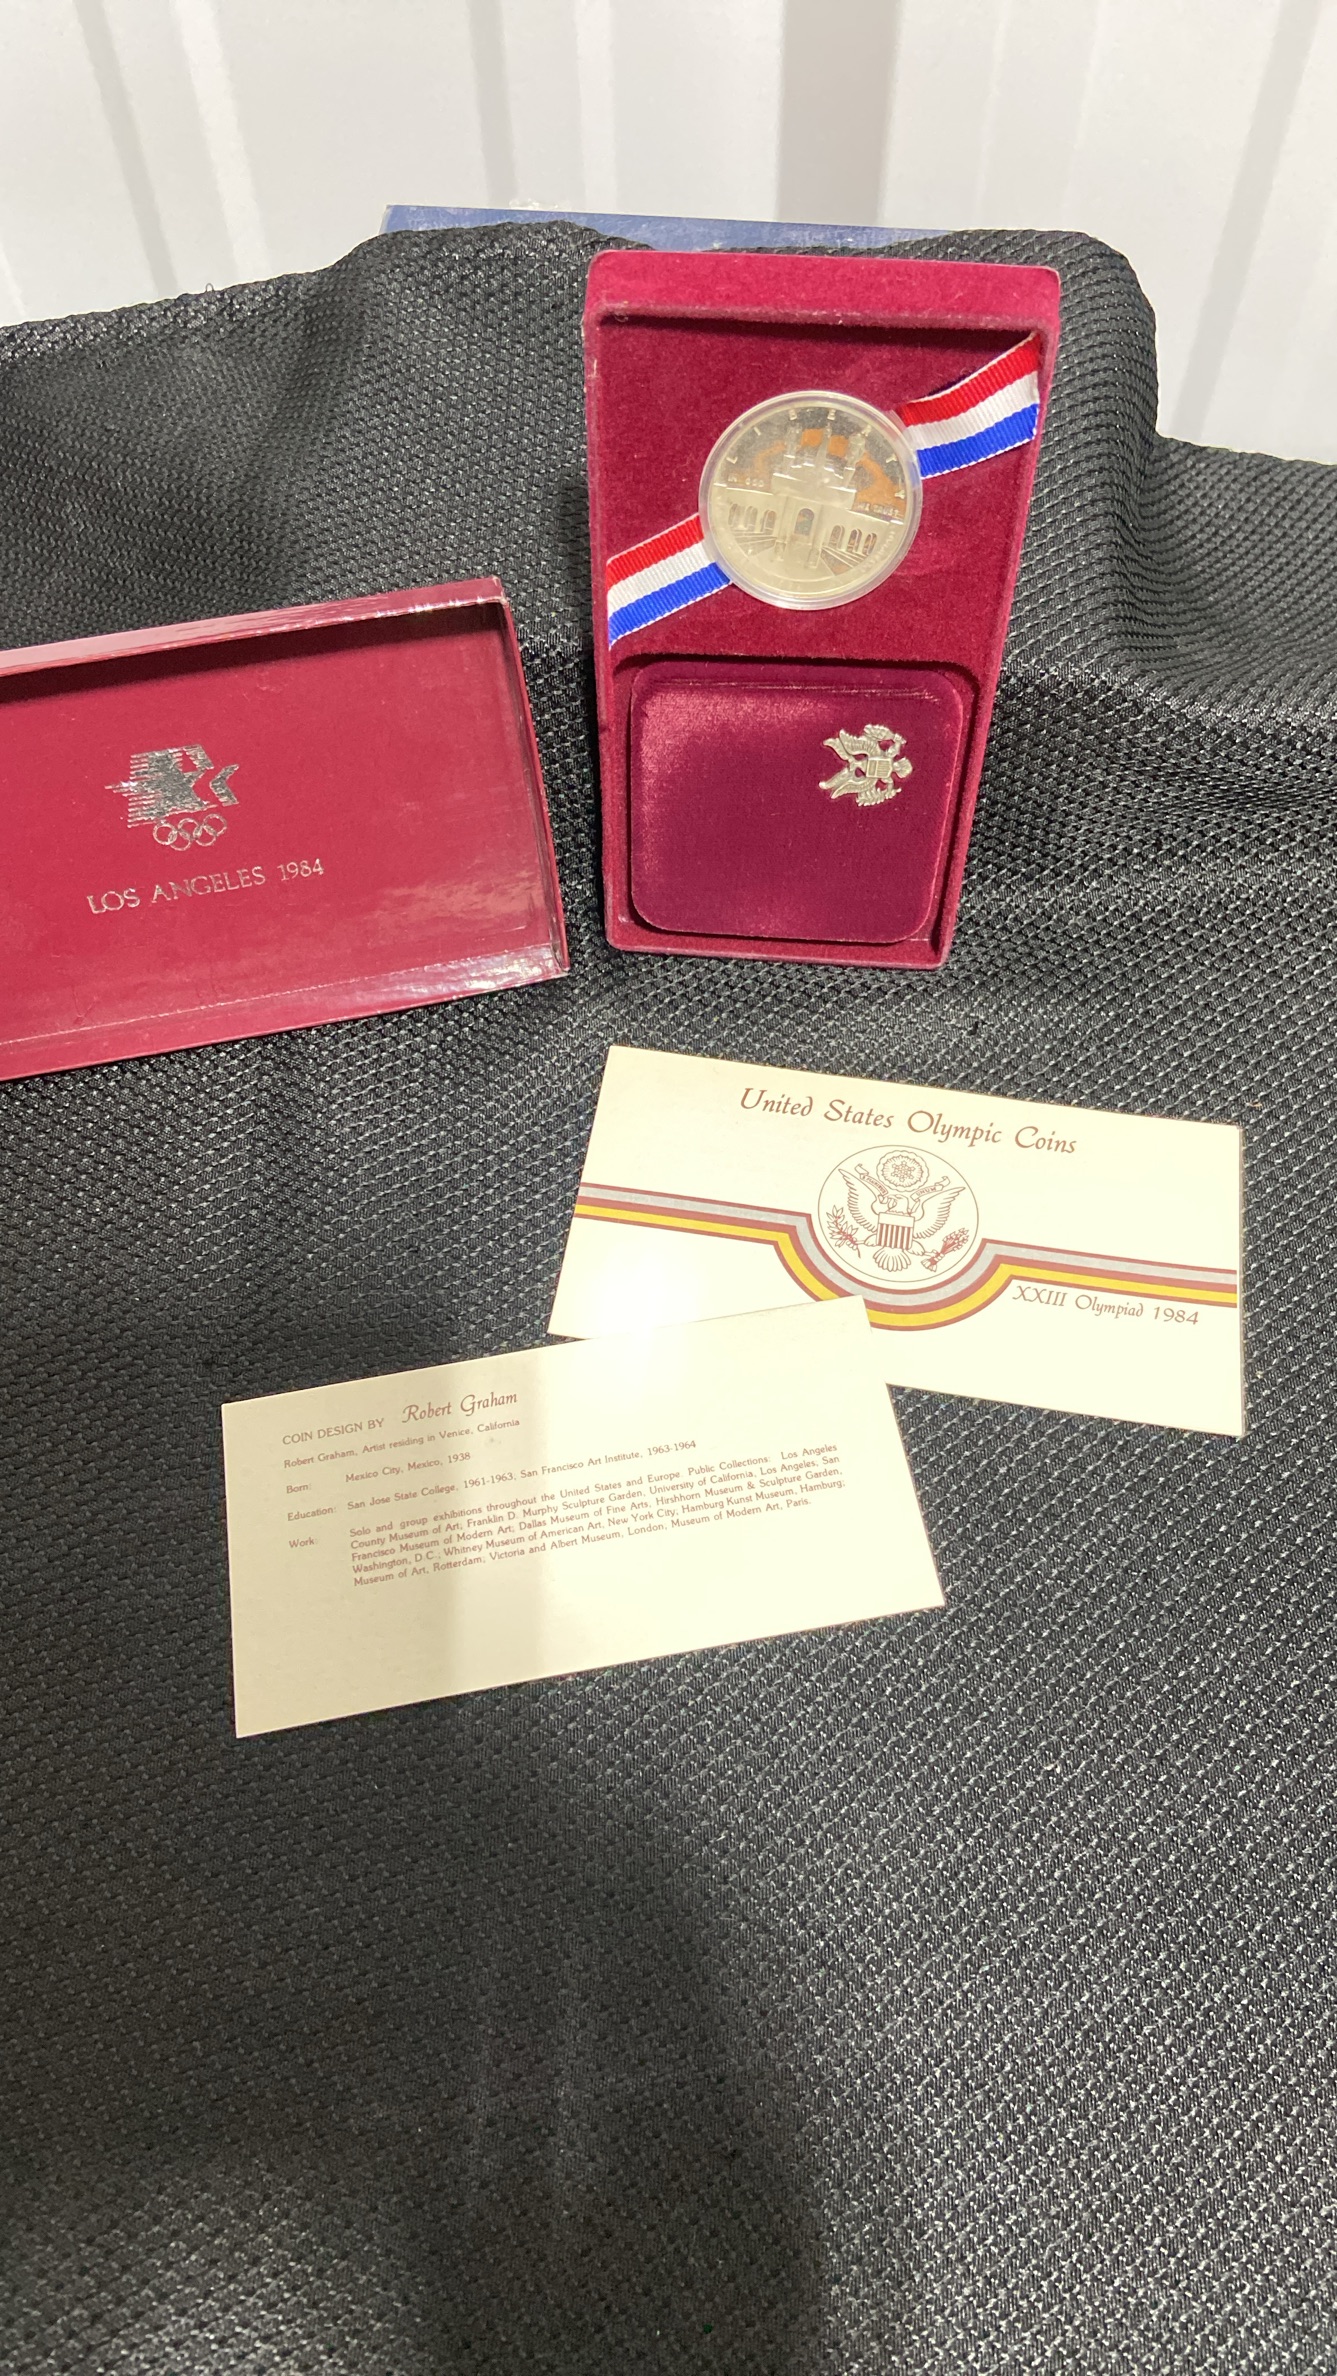 LIBERTY
IN GOD
WE TRUST
LOS ANGELES 1984
United States Olympic Coins
XXIII Olympiad 1984
COIN DESIGN BY Robert Graham
Robert Graham, Artist residing in Venice, California
Born: Mexico City, Mexico, 1938
Education: San Jose State College, 1961-1963; San Francisco Art Institute, 1963-1964
Work: Solo and group exhibitions throughout the United States and Europe. Public Collections: Los Angeles
County Museum of Art, Franklin D. Murphy Sculpture Garden, University of California, Los Angeles, San
Francisco Museum of Modern Art; Dallas Museum of Fine Arts, Hirshhorn Museum & Sculpture Garden,
Washington, D.C.; Whitney Museum of American Art, New York City; Hamburg Kunst Museum, Hamburg;
Museum of Art, Rotterdam; Victoria and Albert Museum, London; Museum of Modern Art, Paris.